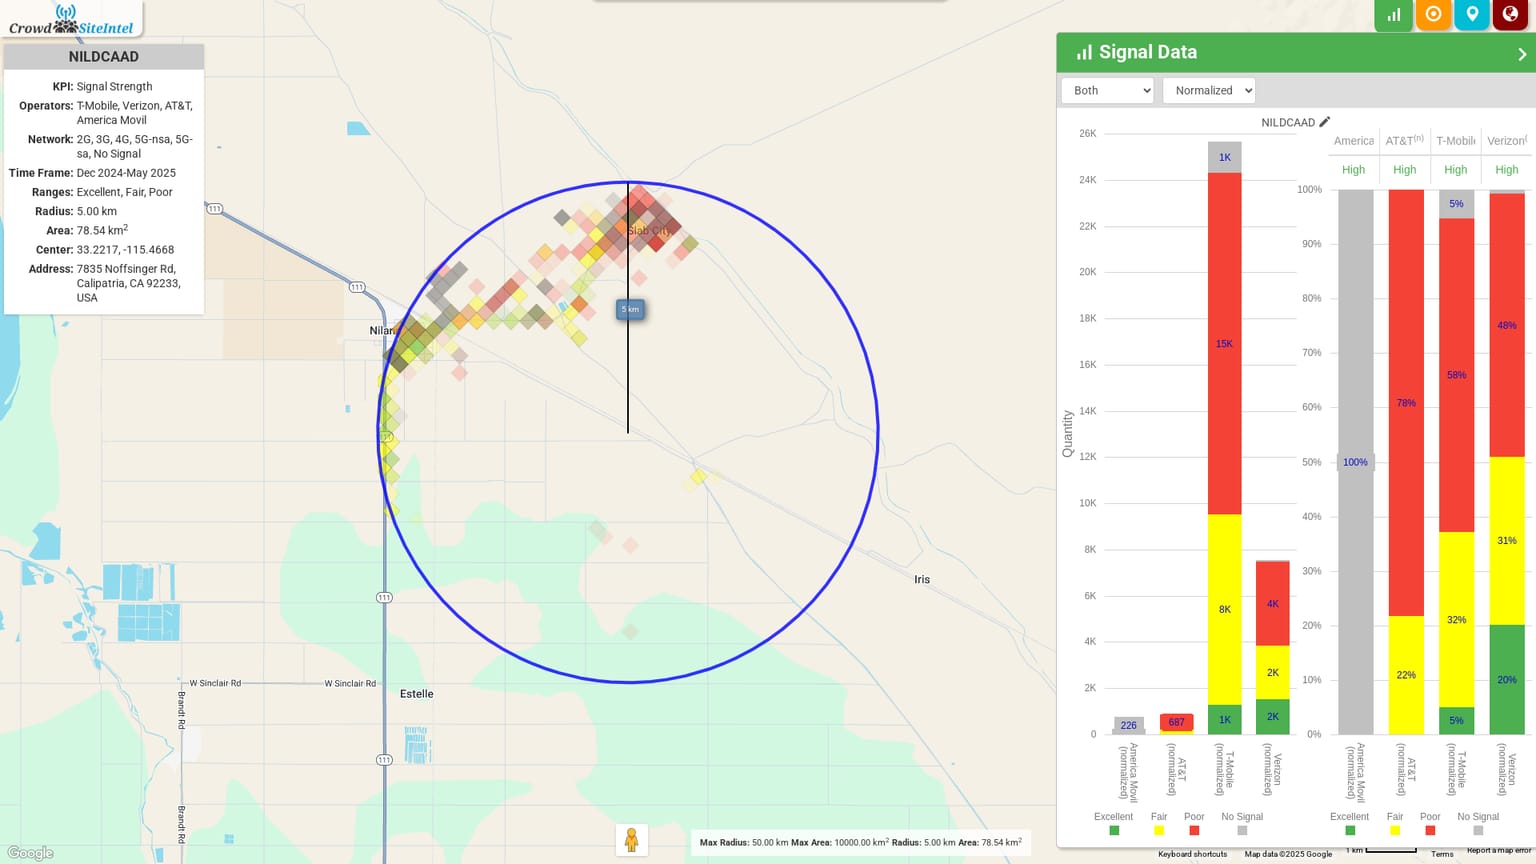 Crowd SiteIntel
NILDCAAD
KPI: Signal Strength
Operators: T-Mobile, Verizon, AT&T,
America Movil
Network: 2G, 3G, 4G, 5G-nsa, 5G-
sa, No Signal
Time Frame: Dec 2024-May 2025
Ranges: Excellent, Fair, Poor
Radius: 5.00 km
Area: 78.54 km2
Center: 33.2217, -115.4668
Address: 7835 Noffsinger Rd,
Calipatria, CA 92233,
USA
111
111
Slab City
5 km
111
Iris
111
W Sinclair Rd
W Sinclair Rd
Estelle
Brandt Rd
111
Brandt Rd
Google
Max Radius: 50.00 km Max Area: 10000.00 km2 Radius: 5.00 km Area: 78.54 km2
Signal Data
Both
Normalized
NILDCAAD
Quantity
26K
24K
22K
20K
18K
16K
14K
12K
10K
8K
6K
4K
2K
0
226
687
1K
15K
8K
1K
4K
2K
2K
America Movil
(normalized)
AT&T
(normalized)
T-Mobile
(normalized)
Verizon
(normalized)
Excellent Fair Poor No Signal
America AT&T(n) T-Mobil Verizon(
High High High High
100%
90%
80%
70%
60%
50%
40%
30%
20%
10%
0%
100%
78%
22%
5%
58%
32%
5%
48%
31%
20%
America Movil
(normalized)
AT&T
(normalized)
T-Mobile
(normalized)
Verizon
(normalized)
Excellent Fair Poor No Signal
Keyboard shortcuts Map data ©2025 Google 1 km Terms Report a map error